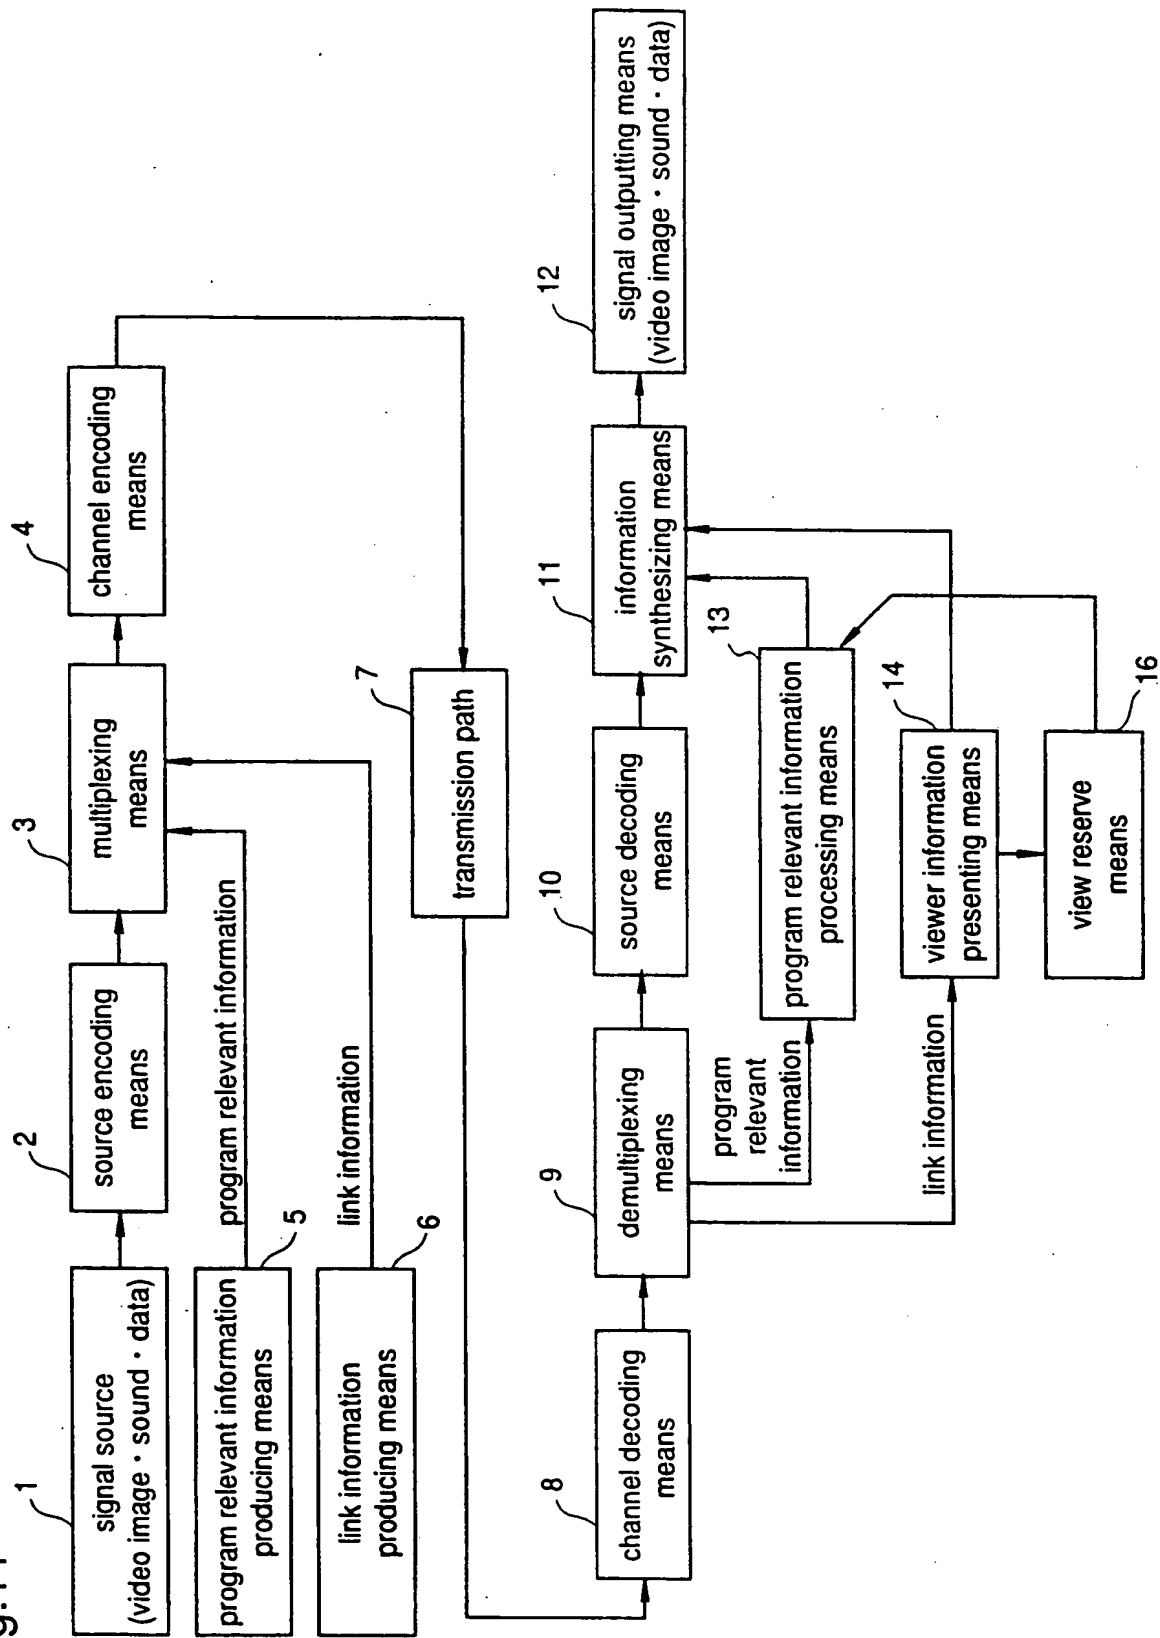 1
signal source
(video image · sound · data)
2
source encoding
means
3
multiplexing
means
4
channel encoding
means
program relevant information
5
program relevant information
producing means
link information
6
link information
producing means
7
transmission path
8
channel decoding
means
9
demultiplexing
means
10
source decoding
means
11
information
synthesizing means
12
signal outputing means
(video image · sound · data)
program
relevant
information
13
program relevant information
processing means
link information
14
viewer information
presenting means
16
view reserve
means